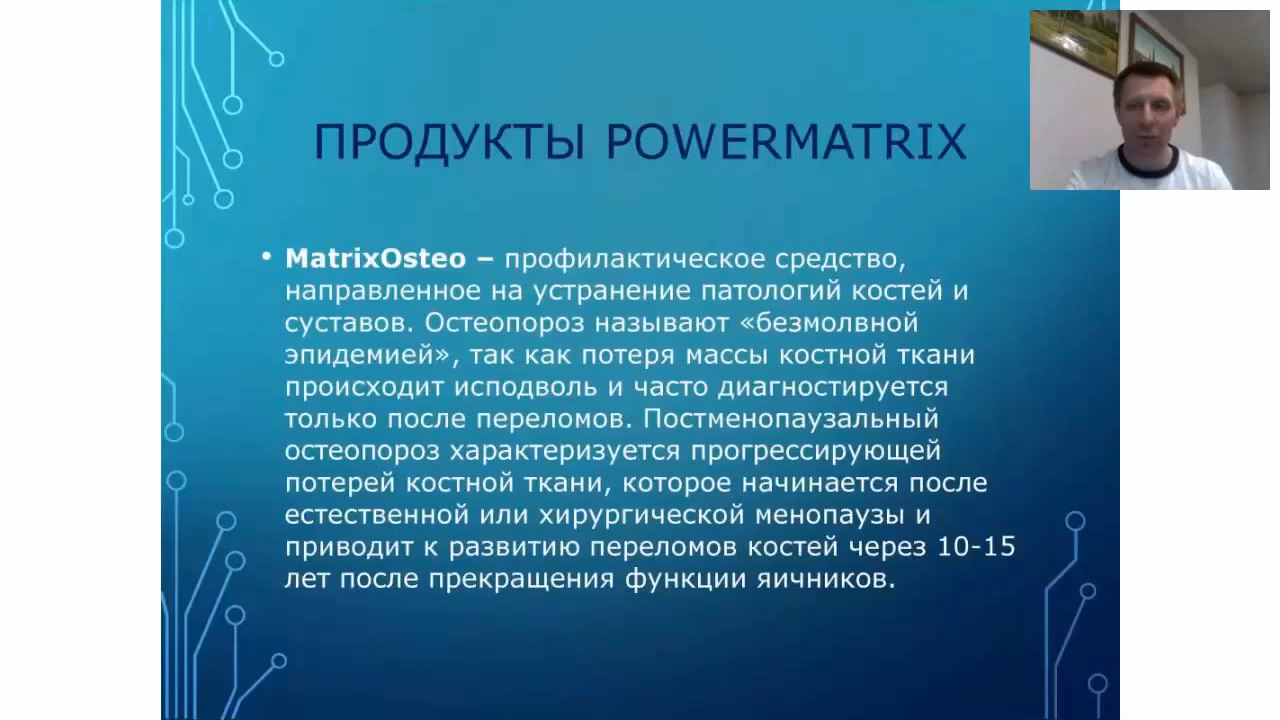 ПРОДУКТЫ POWERMATRIX
• MatrixOsteo – профилактическое средство,
направленное на устранение патологий костей и
суставов. Остеопороз называют «безмолвной
эпидемией», так как потеря массы костной ткани
происходит исподволь и часто диагностируется
только после переломов. Постменопаузальный
остеопороз характеризуется прогрессирующей
потерей костной ткани, которое начинается после
естественной или хирургической менопаузы и
приводит к развитию переломов костей через 10-15
лет после прекращения функции яичников.